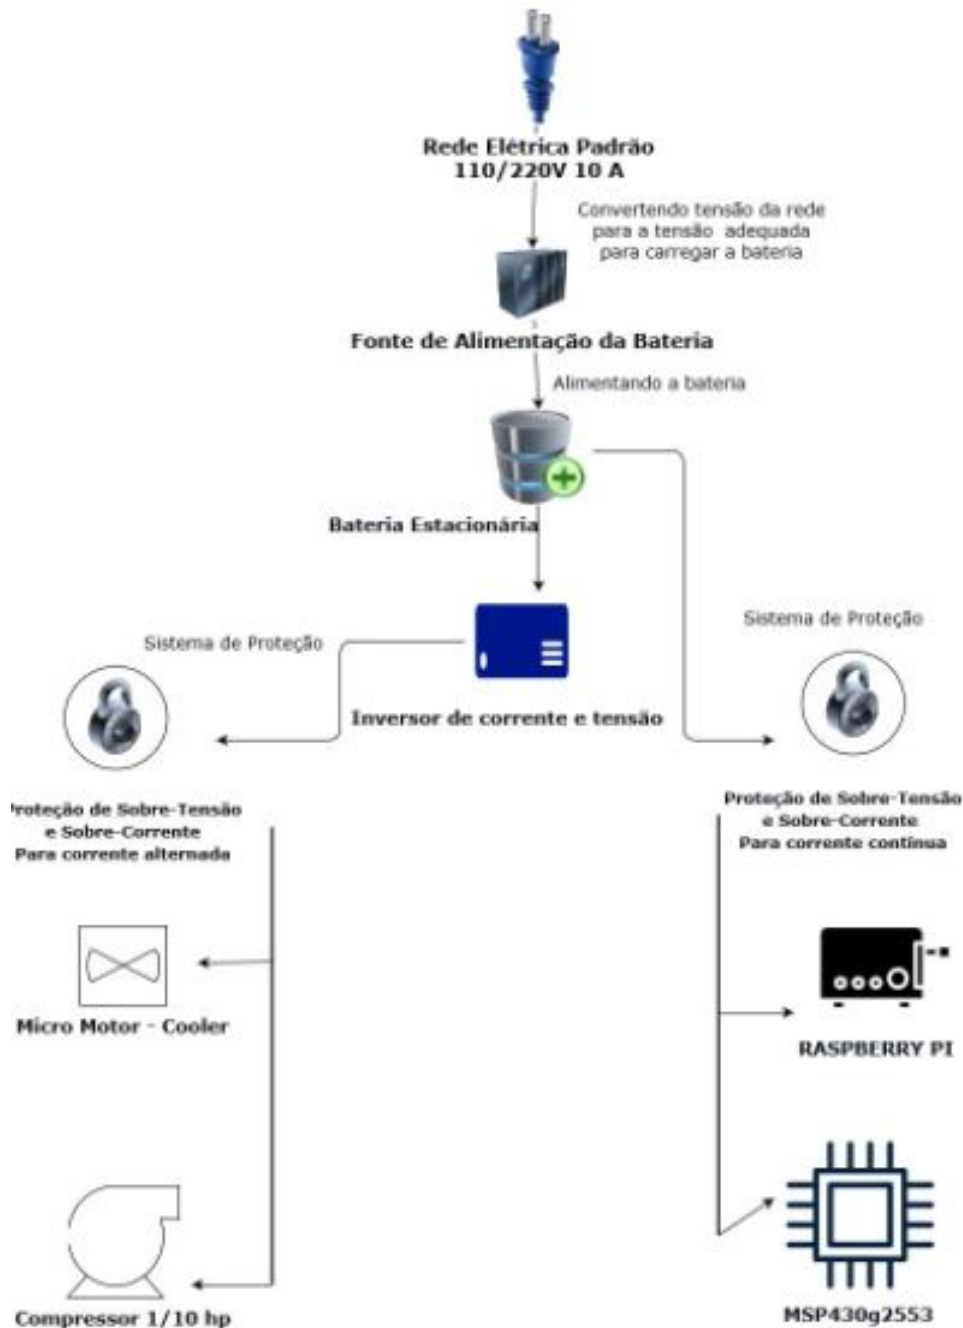 Rede Elétrica Padrão
110/220V 10 A
Convertendo tensão da rede
para a tensão adequada
para carregar a bateria
Fonte de Alimentação da Bateria
Alimentando a bateria
Bateria Estacionária
Sistema de Proteção
Sistema de Proteção
Inversor de corrente e tensão
Proteção de Sobre-Tensão
e Sobre-Corrente
Para corrente alternada
Proteção de Sobre-Tensão
e Sobre-Corrente
Para corrente contínua
Micro Motor - Cooler
RASPBERRY PI
Compressor 1/10 hp
MSP430g2553